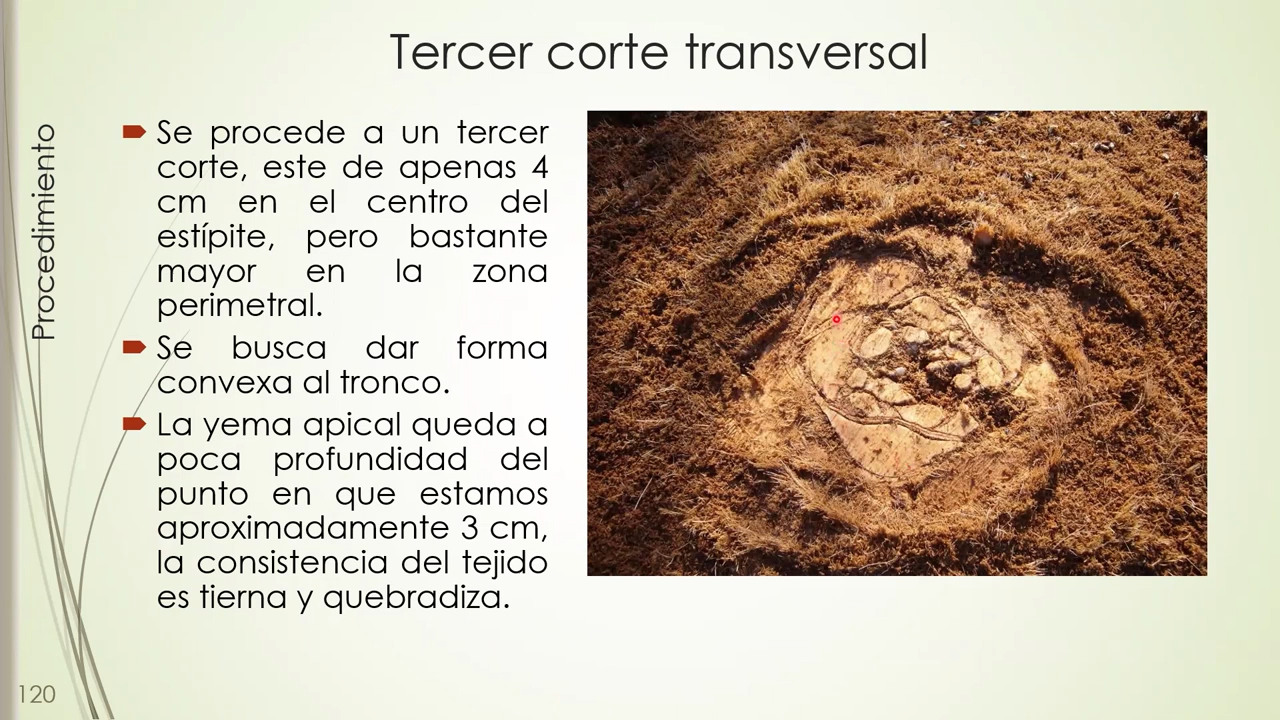 Tercer corte transversal
Procedimiento
Se procede a un tercer
corte, este de apenas 4
cm en el centro del
estípite, pero bastante
mayor en la zona
perimetral.
Se busca dar forma
convexa al tronco.
La yema apical queda a
poca profundidad del
punto en que estamos
aproximadamente 3 cm,
la consistencia del tejido
es tierna y quebradiza.
120